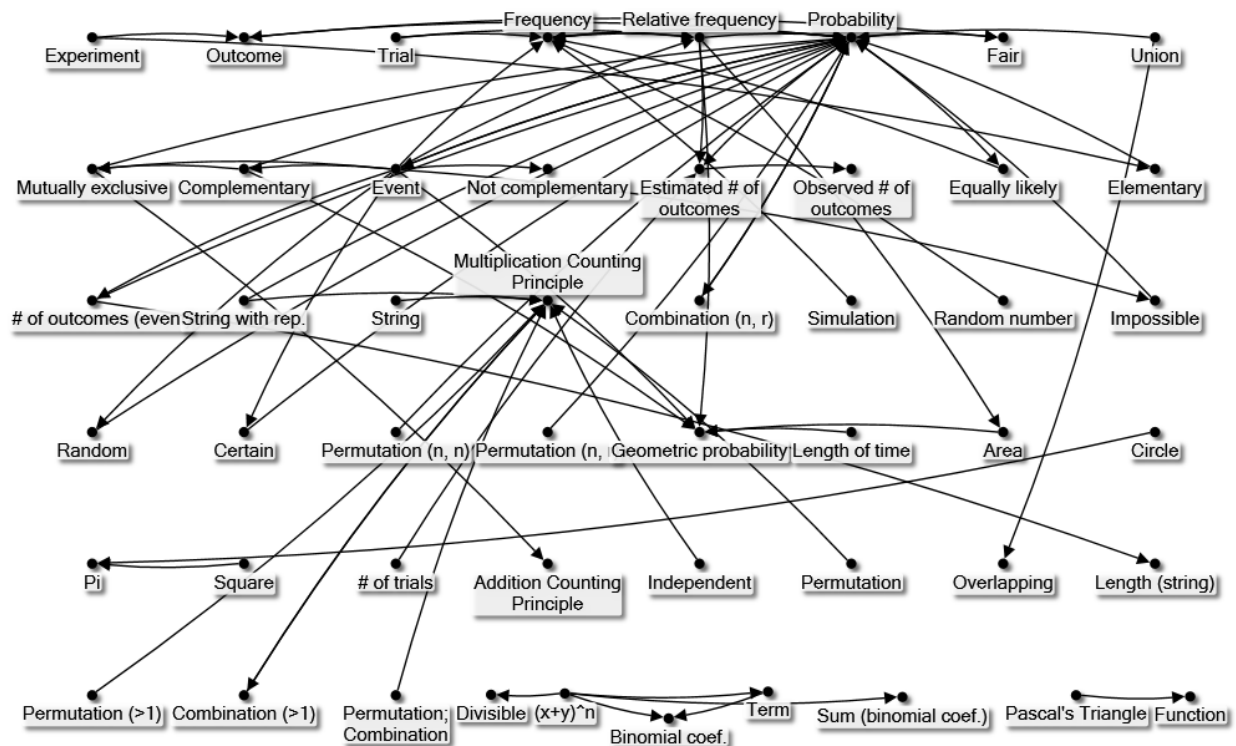 Frequency
Relative frequency
Probability
Experiment
Outcome
Trial
Fair
Union
Mutually exclusive
Complementary
Event
Not complementary
Estimated # of
outcomes
Observed # of
outcomes
Equally likely
Elementary
Multiplication Counting
Principle
# of outcomes (even
String with rep.
String
Combination (n, r)
Simulation
Random number
Impossible
Random
Certain
Permutation (n, n)
Permutation (n,
Geometric probability
Length of time
Area
Circle
Pi
Square
# of trials
Addition Counting
Principle
Independent
Permutation
Overlapping
Length (string)
Permutation (>1)
Combination (>1)
Permutation;
Combination
Divisible
(x+y)^n
Binomial coef.
Term
Sum (binomial coef.)
Pascal's Triangle
Function